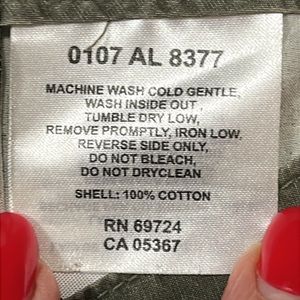 0107 AL 8377
MACHINE WASH COLD GENTLE,
WASH INSIDE OUT,
TUMBLE DRY LOW,
REMOVE PROMPTLY, IRON LOW,
REVERSE SIDE ONLY,
DO NOT BLEACH,
DO NOT DRYCLEAN
SHELL: 100% COTTON
RN 69724
CA 05367